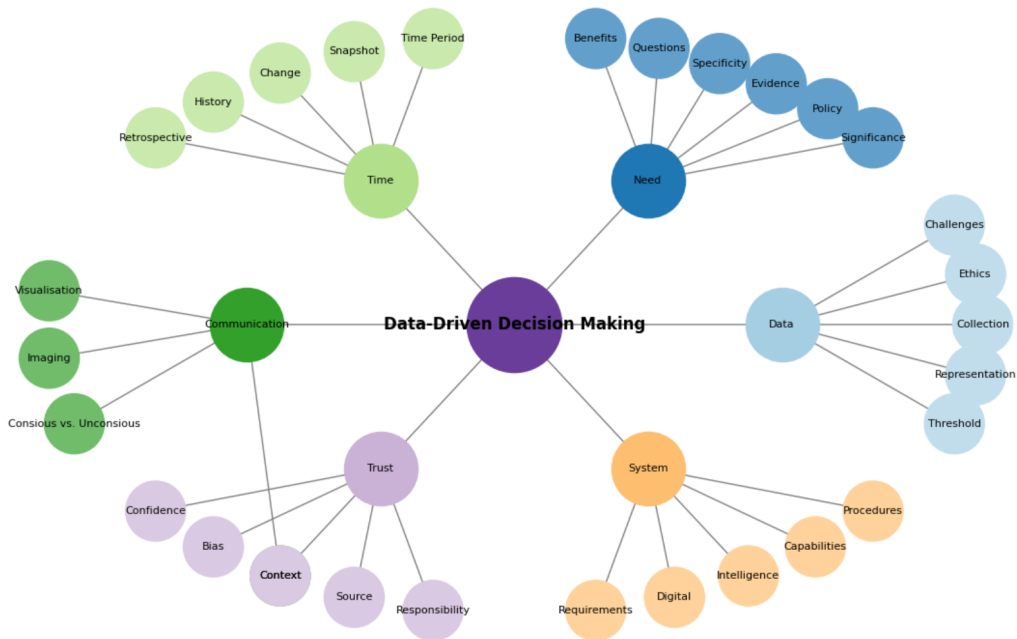 Time Period
Benefits
Snapshot
Questions
Change
Specificity
History
Evidence
Retrospective
Policy
Significance
Time
Need
Challenges
Ethics
Visualisation
Communication
Data-Driven Decision Making
Data
Collection
Imaging
Representation
Consious vs. Unconsious
Threshold
Trust
System
Confidence
Procedures
Bias
Capabilities
Context
Intelligence
Source
Digital
Responsibility
Requirements